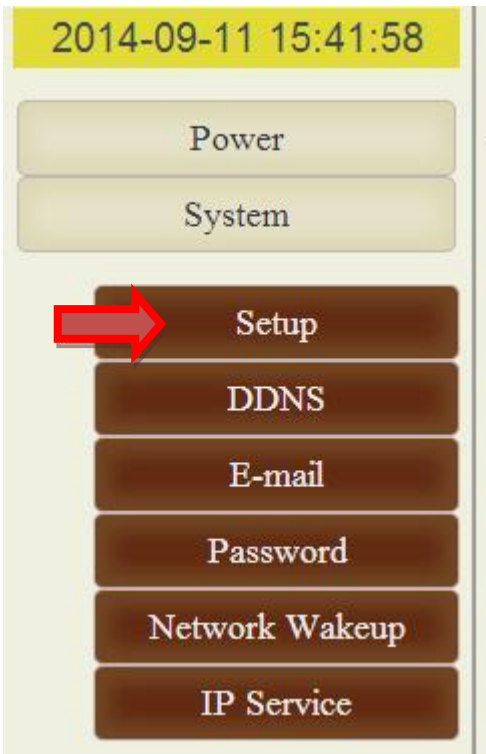 2014-09-11 15:41:58
Power
System
Setup
DDNS
E-mail
Password
Network Wakeup
IP Service